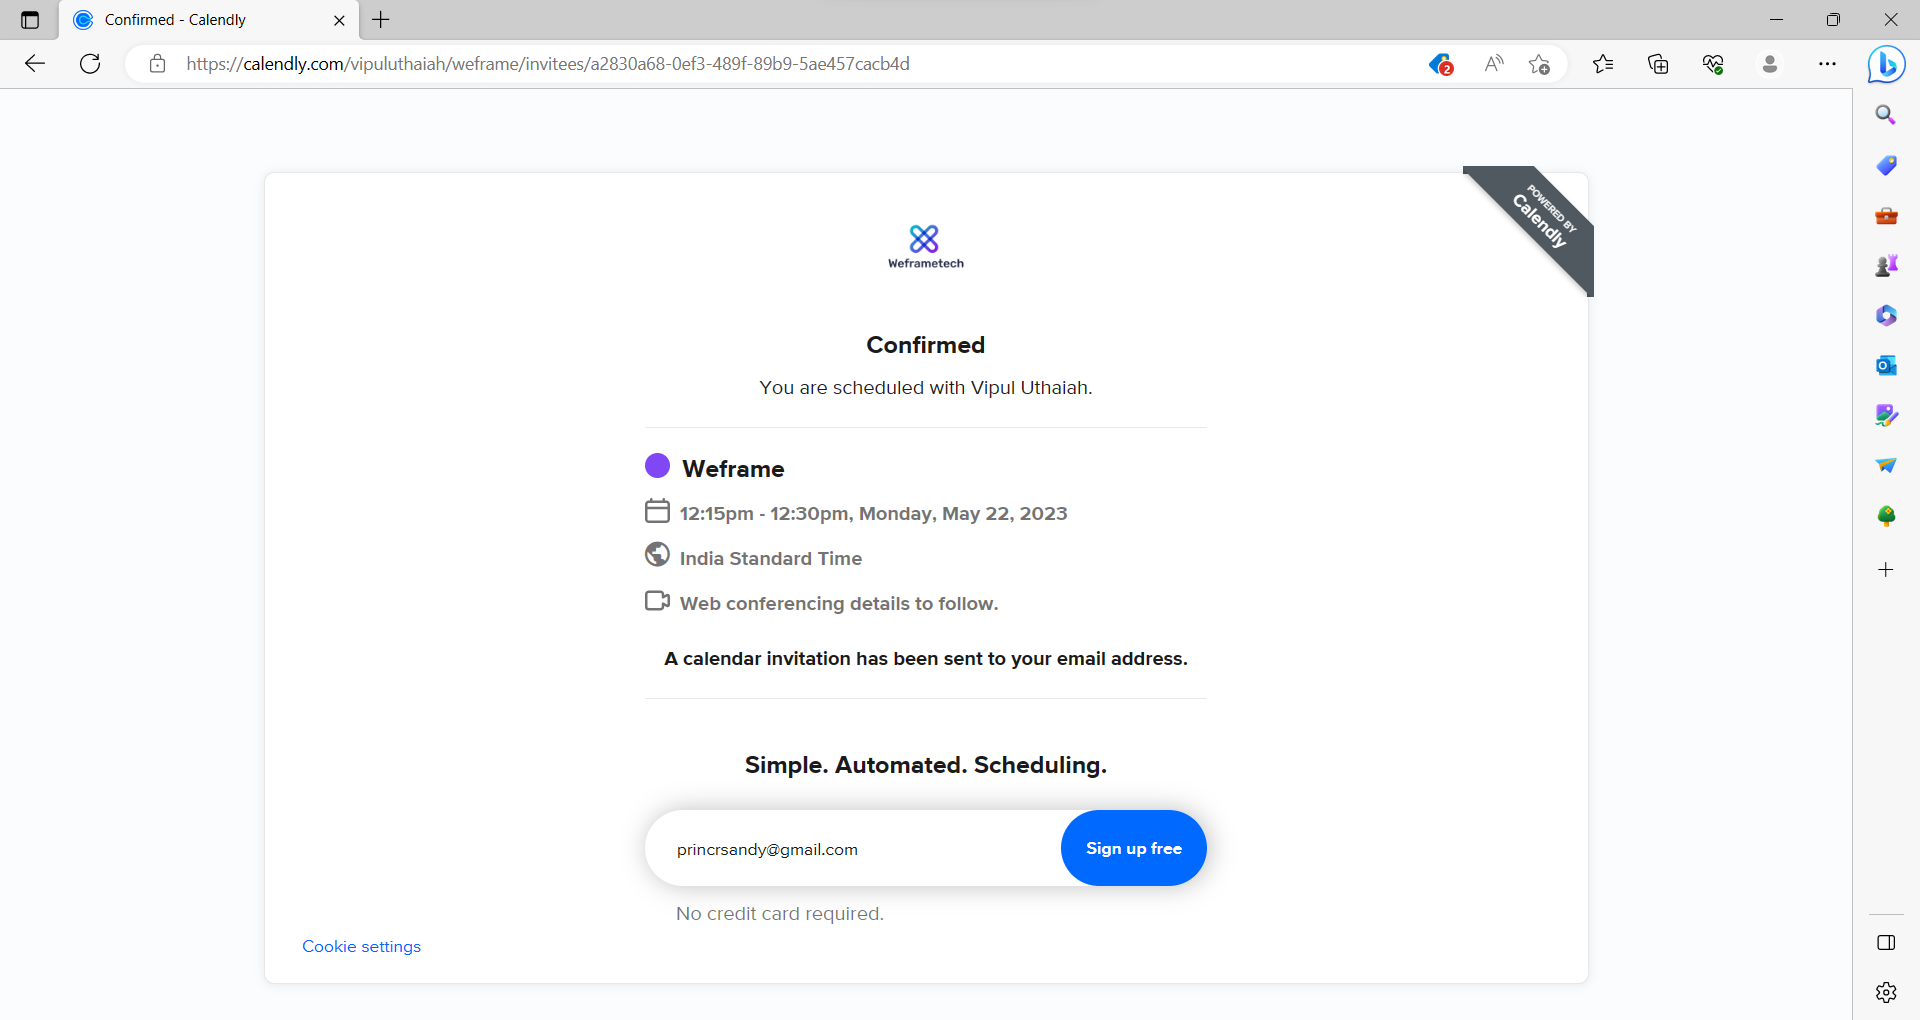 Confirmed - Calendly
https://calendly.com/vipuluthaiah/weframe/invitees/a2830a68-0ef3-489f-89b9-5ae457cacb4d
2
POWERED BY
Calendly
Weframetech
Confirmed
You are scheduled with Vipul Uthaiah.
Weframe
12:15pm - 12:30pm, Monday, May 22, 2023
India Standard Time
Web conferencing details to follow.
A calendar invitation has been sent to your email address.
Simple. Automated. Scheduling.
princrsandy@gmail.com
Sign up free
No credit card required.
Cookie settings